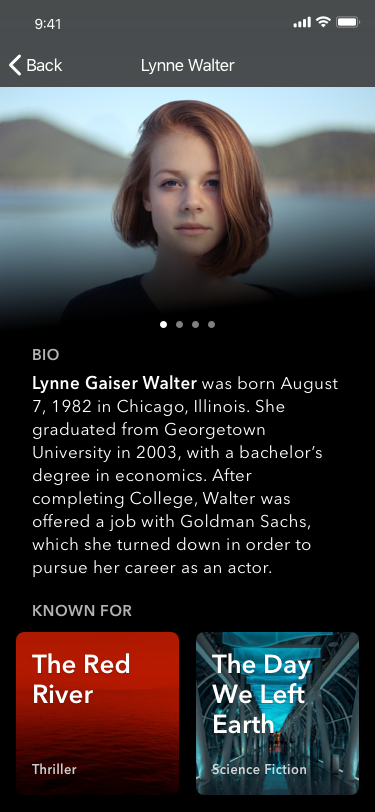 9:41
Back
Lynne Walter
BIO
Lynne Gaiser Walter was born August
7, 1982 in Chicago, Illinois. She
graduated from Georgetown
University in 2003, with a bachelor’s
degree in economics. After
completing College, Walter was
offered a job with Goldman Sachs,
which she turned down in order to
pursue her career as an actor.
KNOWN FOR
The Red
River
Thriller
The Day
We Left
Earth
Science Fiction